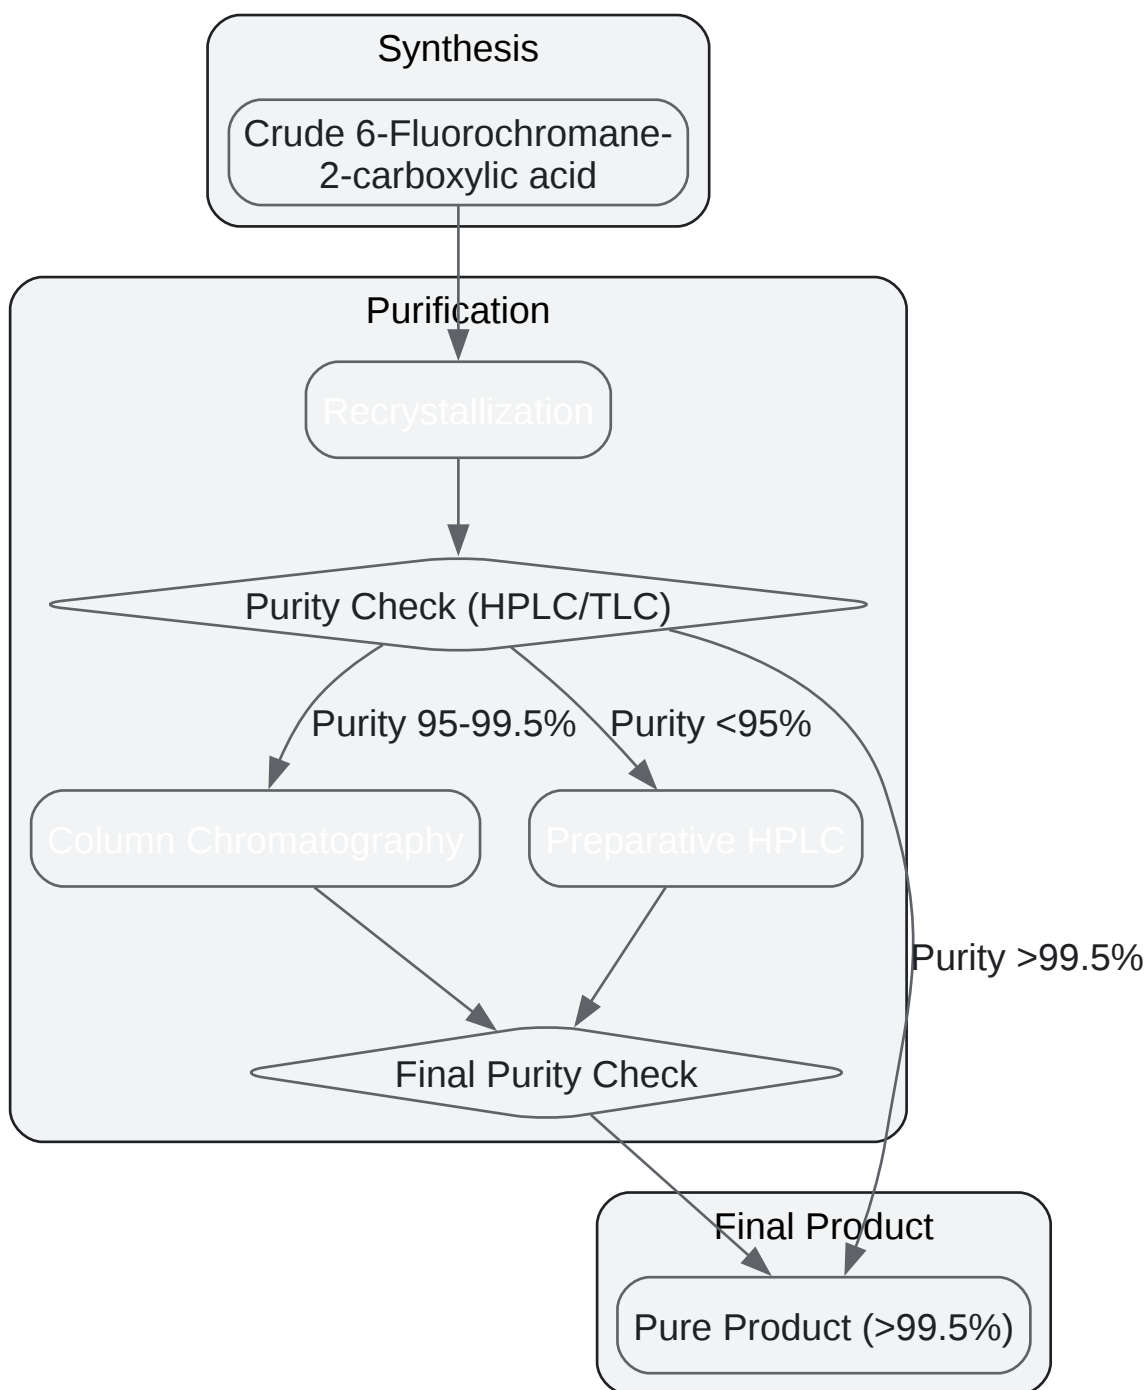 Synthesis
Crude 6-Fluorochromane-
2-carboxylic acid
Purification
Recrystallization
Purity Check (HPLC/TLC)
Purity 95-99.5%
Purity <95%
Column Chromatography
Preparative HPLC
Purity >99.5%
Final Purity Check
Final Product
Pure Product (>99.5%)